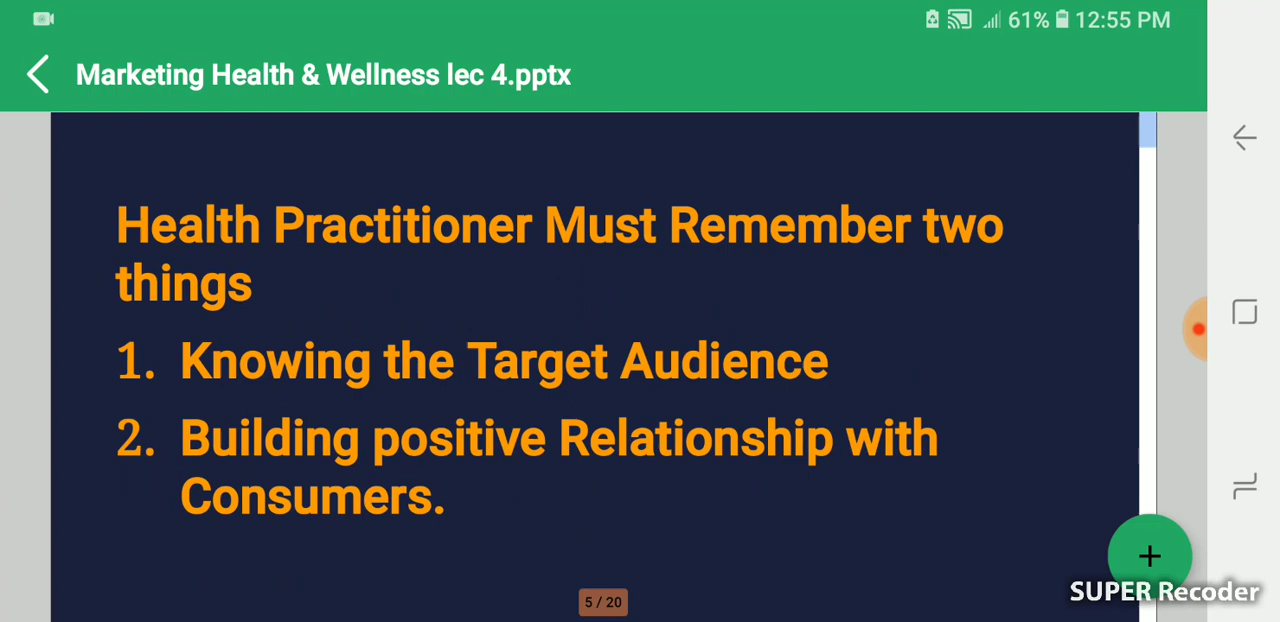 61% 12:55 PM
Marketing Health & Wellness lec 4.pptx
Health Practitioner Must Remember two
things
1. Knowing the Target Audience
2. Building positive Relationship with
Consumers.
+
5 / 20
SUPER Recoder